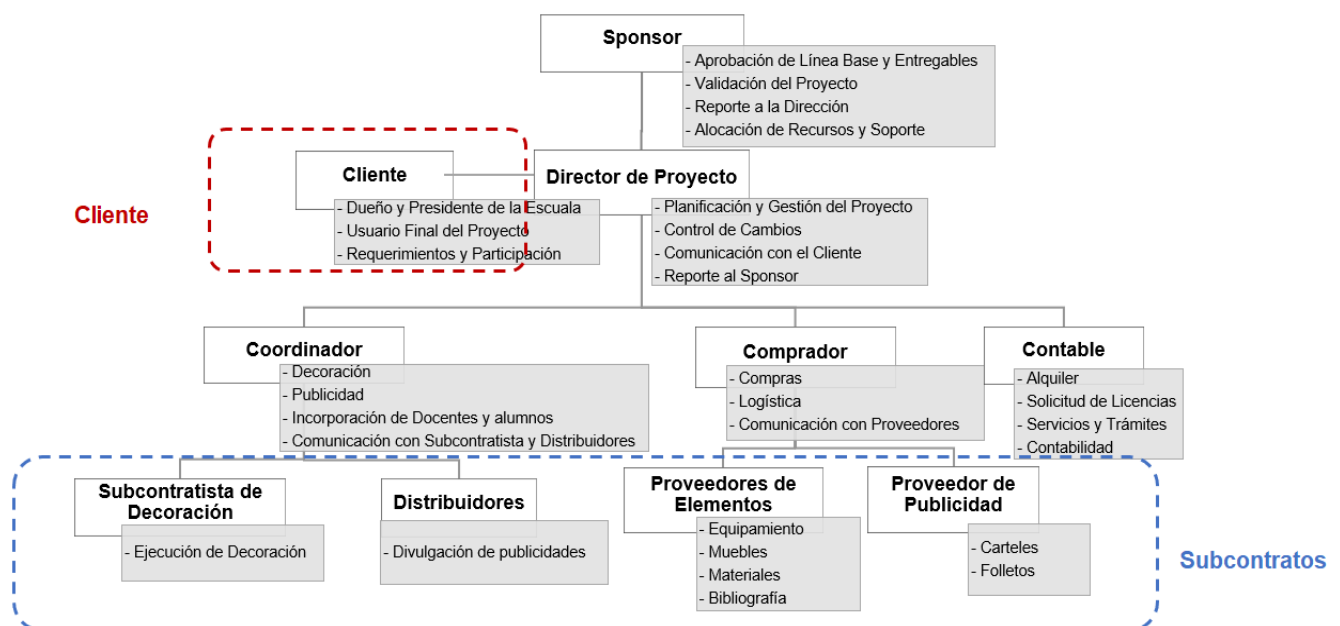 Sponsor
- Aprobación de Línea Base y Entregables
- Validación del Proyecto
- Reporte a la Dirección
- Alocación de Recursos y Soporte
Cliente
Cliente
- Dueño y Presidente de la Escuala
- Usuario Final del Proyecto
- Requerimientos y Participación
Director de Proyecto
- Planificación y Gestión del Proyecto
- Control de Cambios
- Comunicación con el Cliente
- Reporte al Sponsor
Coordinador
- Decoración
- Publicidad
- Incorporación de Docentes y alumnos
- Comunicación con Subcontratista y Distribuidores
Comprador
- Compras
- Logística
- Comunicación con Proveedores
Contable
- Alquiler
- Solicitud de Licencias
- Servicios y Trámites
- Contabilidad
Subcontratista de
Decoración
- Ejecución de Decoración
Distribuidores
- Divulgación de publicidades
Proveedores de
Elementos
- Equipamiento
- Muebles
- Materiales
- Bibliografía
Proveedor de
Publicidad
- Carteles
- Folletos
Subcontratos